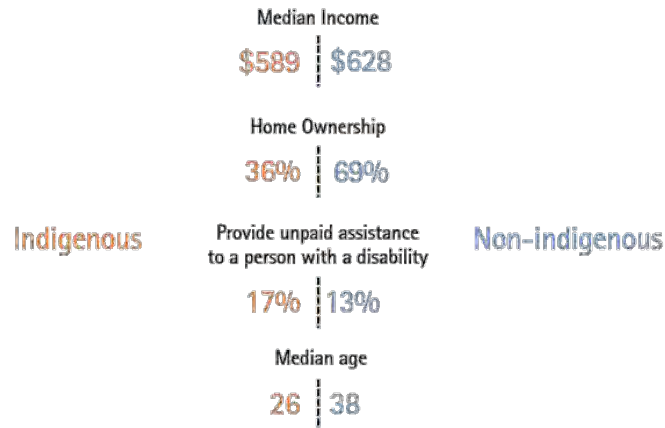 Median Income
$589 $628
Home Ownership
36% 69%
Indigenous
Provide unpaid assistance
to a person with a disability
Non-indigenous
17% 13%
Median age
26 38